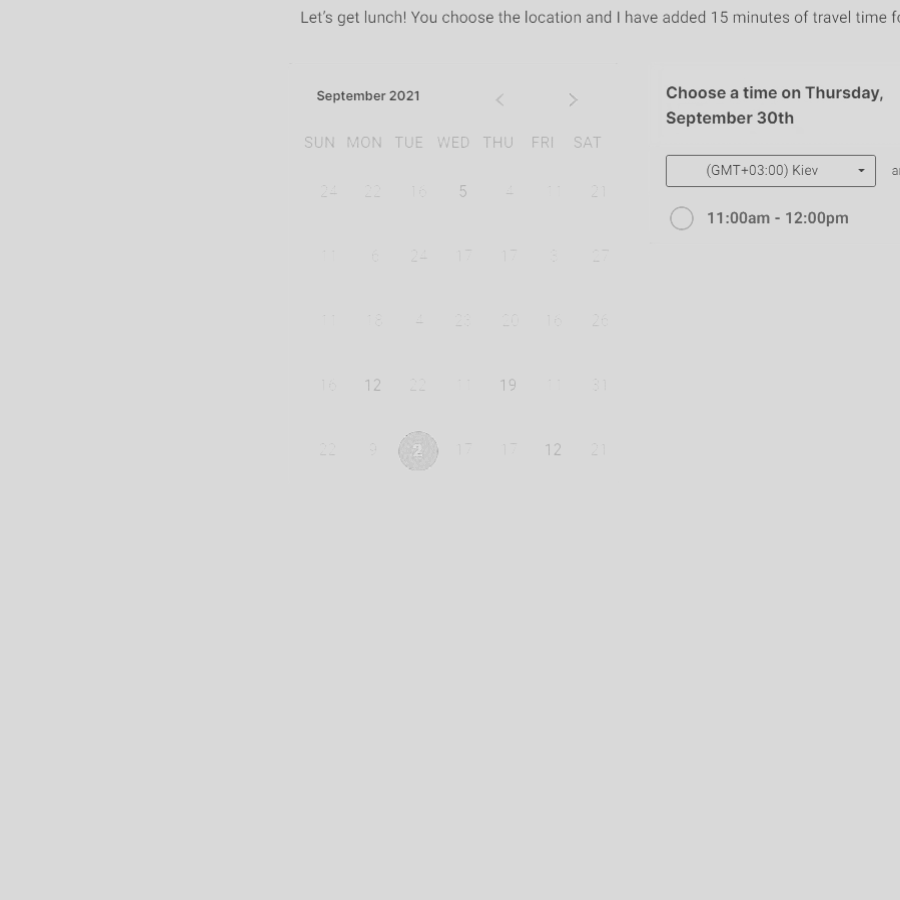 Let's get lunch! You choose the location and I have added 15 minutes of travel time
September 2021
Choose a time on Thursday,
September 30th
SUN MON TUE WED THU FRI SAT
(GMT+03:00) Kiev
24 22 16 5 4 11 21
11:00am - 12:00pm
11 6 24 17 17 3 27
11 18 4 28 20 16 26
16 12 22 11 19 11 31
22 9 2 17 17 12 21